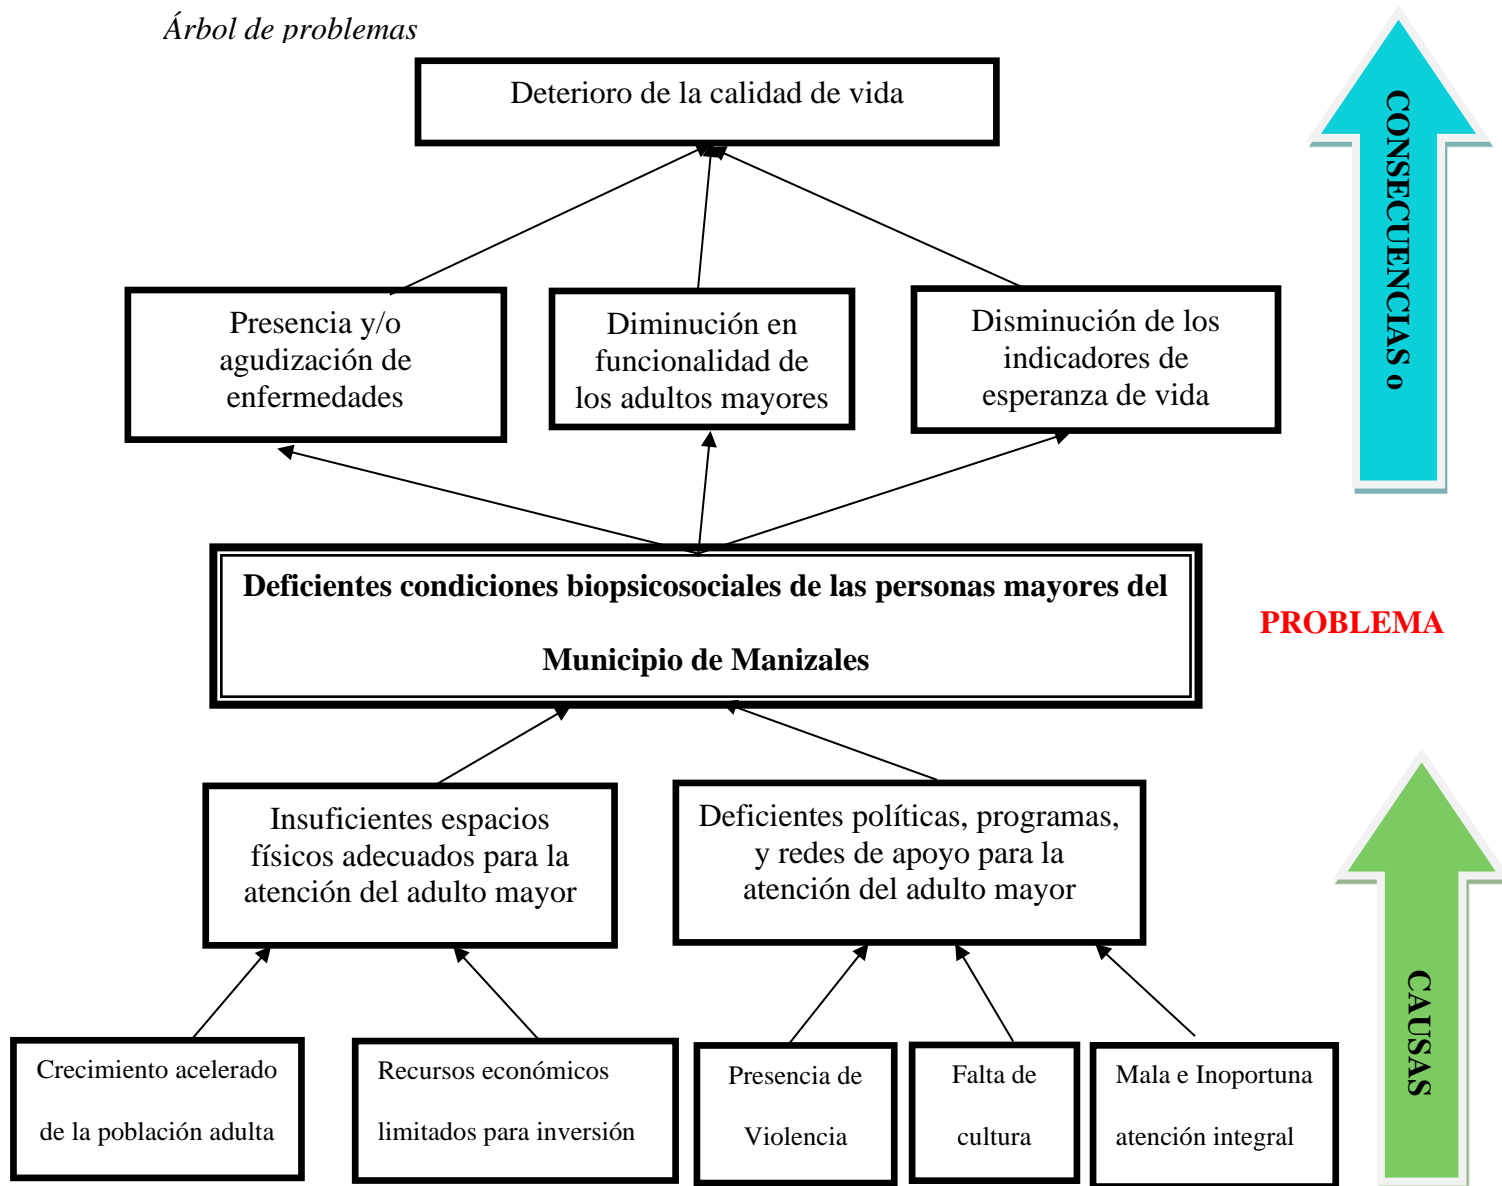 Árbol de problemas
Deterioro de la calidad de vida
CONSECUENCIAS o
Presencia y/o
agudización de
enfermedades
Diminución en
funcionalidad de
los adultos mayores
Disminución de los
indicadores de
esperanza de vida
Deficientes condiciones biopsicosociales de las personas mayores del
Municipio de Manizales
PROBLEMA
Insuficientes espacios
físicos adecuados para la
atención del adulto mayor
Deficientes políticas, programas,
y redes de apoyo para la
atención del adulto mayor
CAUSAS
Crecimiento acelerado
de la población adulta
Recursos económicos
limitados para inversión
Presencia de
Violencia
Falta de
cultura
Mala e Inoportuna
atención integral